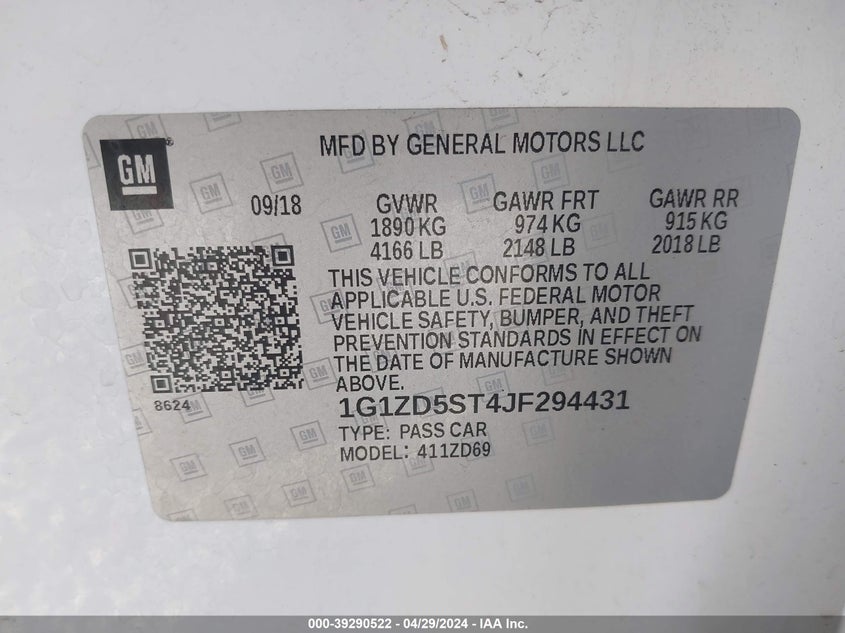 GM
MFD BY GENERAL MOTORS LLC
09/18
GVWR GAWR FRT GAWR RR
1890 KG 974 KG 915 KG
4166 LB 2148 LB 2018 LB
THIS VEHICLE CONFORMS TO ALL
APPLICABLE U.S. FEDERAL MOTOR
VEHICLE SAFETY, BUMPER, AND THEFT
PREVENTION STANDARDS IN EFFECT ON
THE DATE OF MANUFACTURE SHOWN
ABOVE.
8624
1G1ZD5ST4JF294431
TYPE: PASS CAR
MODEL: 411ZD69
000-39290522 - 04/29/2024 - IAAI.com